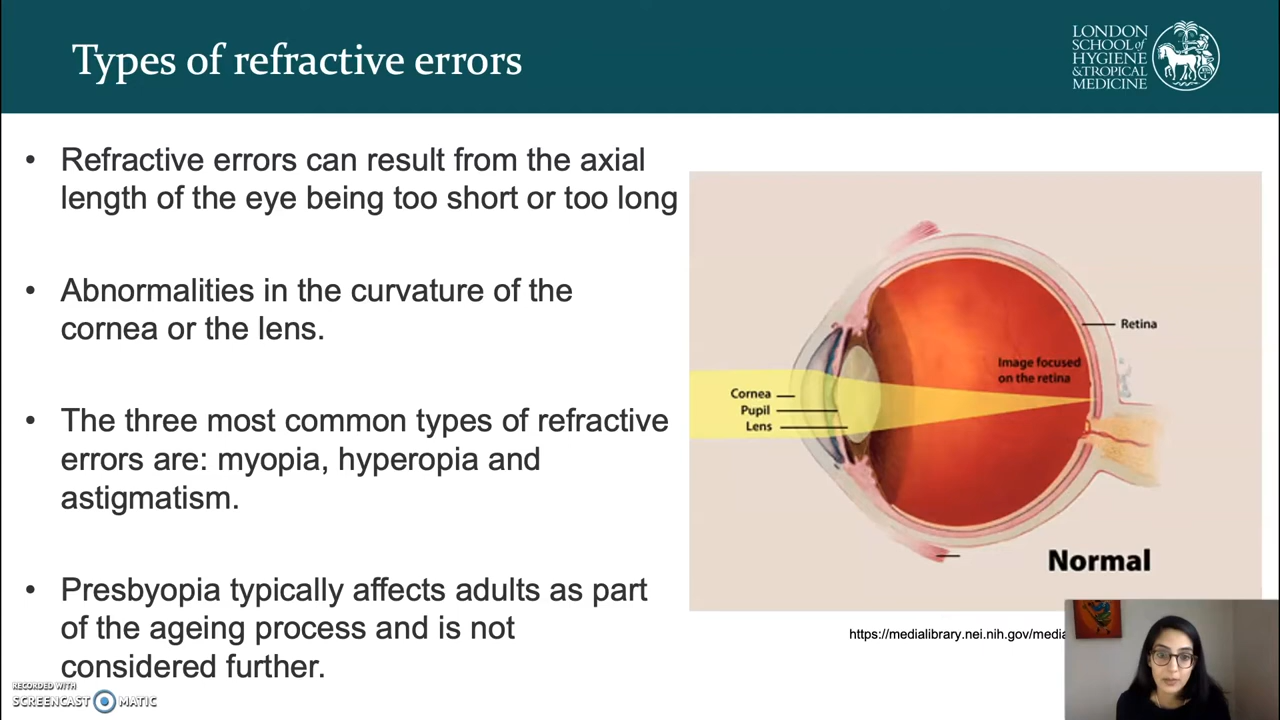 Types of refractive errors
LONDON
SCHOOL of
HYGIENE
& TROPICAL
MEDICINE
• Refractive errors can result from the axial
length of the eye being too short or too long
• Abnormalities in the curvature of the
cornea or the lens.
• The three most common types of refractive
errors are: myopia, hyperopia and
astigmatism.
• Presbyopia typically affects adults as part
of the ageing process and is not
considered further.
Retina
Image focused
on the retina
Cornea
Pupil
Lens
Normal
https://medialibrary.nei.nih.gov/media
RECORDED WITH
SCREENCAST MATIC